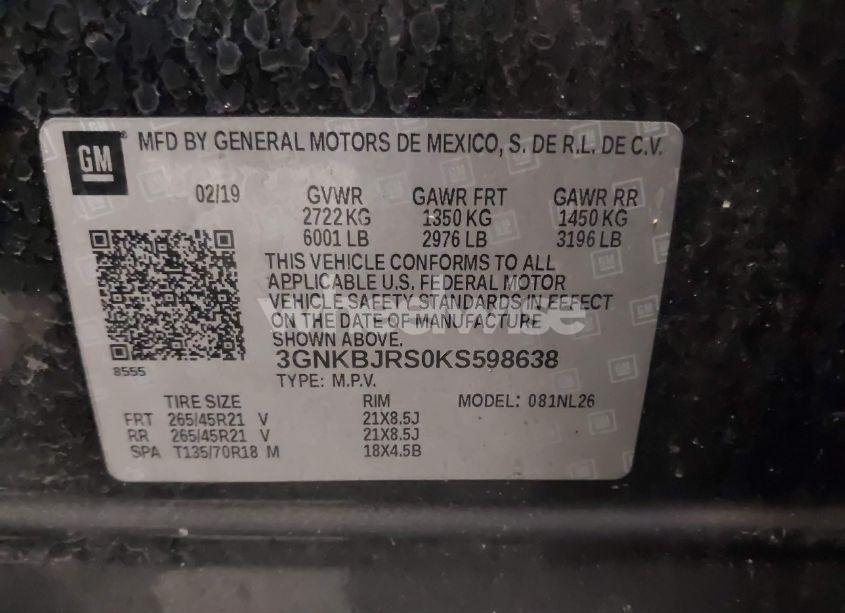 GM
MFD BY GENERAL MOTORS DE MEXICO, S. DE R.L. DE C.V.
02/19 GVWR GAWR FRT GAWR RR
2722 KG 1350 KG 1450 KG
6001 LB 2976 LB 3196 LB
THIS VEHICLE CONFORMS TO ALL
APPLICABLE U.S. FEDERAL MOTOR
VEHICLE SAFETY STANDARDS IN EFFECT
ON THE DATE OF MANUFACTURE
SHOWN ABOVE.
8555
3GNKBJRS0KS598638
TYPE: M.P.V.
TIRE SIZE RIM MODEL: 081NL26
FRT 265/45R21 V 21X8.5J
RR 265/45R21 V 21X8.5J
SPA T135/70R18 M 18X4.5B